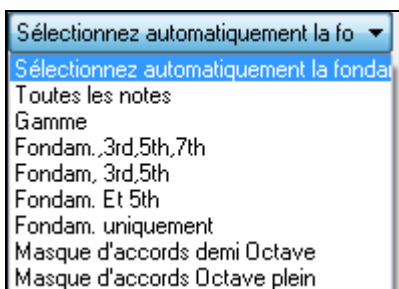 Sélectionnez automatiquement la fo
Sélectionnez automatiquement la fondar
Toutes les notes
Gamme
Fondam.,3rd,5th,7th
Fondam, 3rd,5th
Fondam. Et 5th
Fondam. uniquement
Masque d'accords demi Octave
Masque d'accords Octave plein